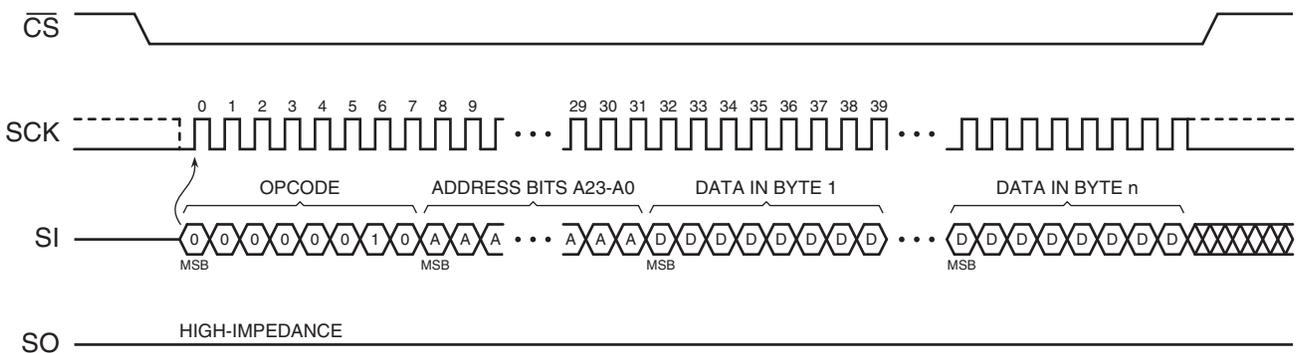 CS
0 1 2 3 4 5 6 7 8 9 29 30 31 32 33 34 35 36 37 38 39
SCK
OPCODE ADDRESS BITS A23-A0 DATA IN BYTE 1 DATA IN BYTE n
SI 0 0 0 0 0 0 1 0 A A A A A A D D D D D D D D D D D D D D D D
MSB MSB MSB MSB
HIGH-IMPEDANCE
SO